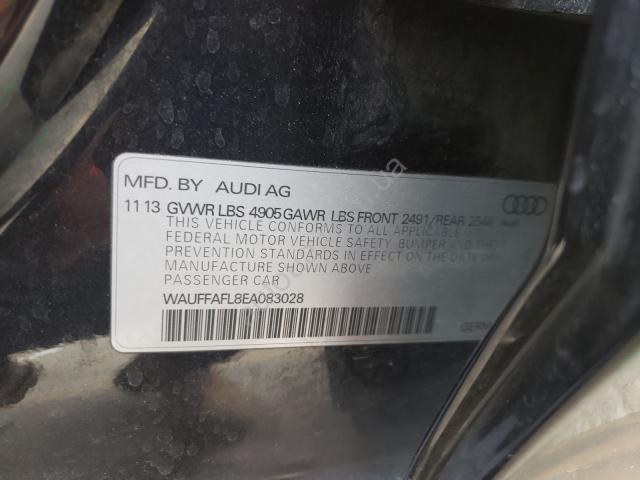 MFD. BY AUDI AG
11 13 GVWR LBS 4905 GAWR LBS FRONT 2491/REAR 2546
THIS VEHICLE CONFORMS TO ALL APPLICABLE
FEDERAL MOTOR VEHICLE SAFETY, BUMPER AND THEFT
PREVENTION STANDARDS IN EFFECT ON THE DATE OF
MANUFACTURE SHOWN ABOVE
PASSENGER CAR
WAUFFAFL8EA083028
GERM
Audi